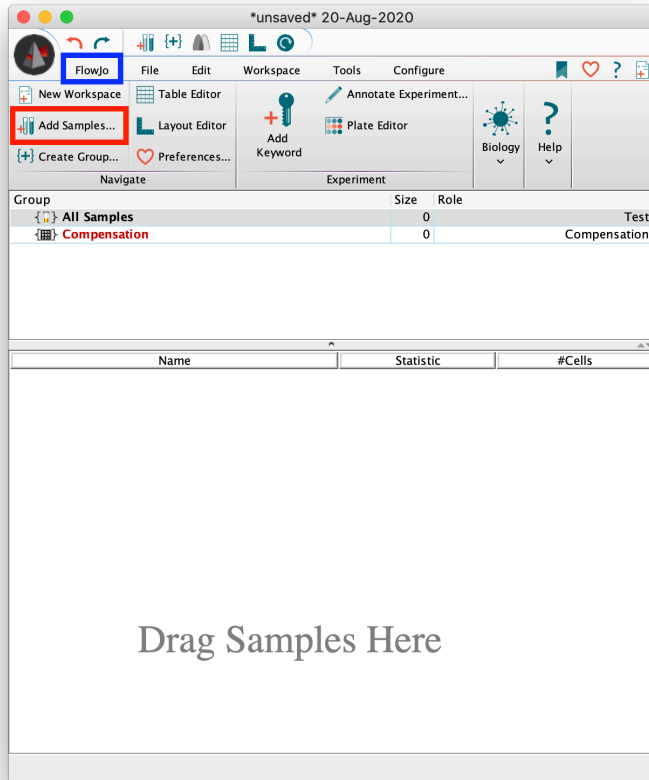 *unsaved* 20-Aug-2020
FlowJo File Edit Workspace Tools Configure
New Workspace Table Editor Annotate Experiment...
Add Samples... Layout Editor Add Keyword Plate Editor Biology Help
Create Group... Preferences...
Navigate Experiment
Group Size Role
All Samples 0 Test
Compensation 0 Compensation
Name Statistic #Cells
Drag Samples Here